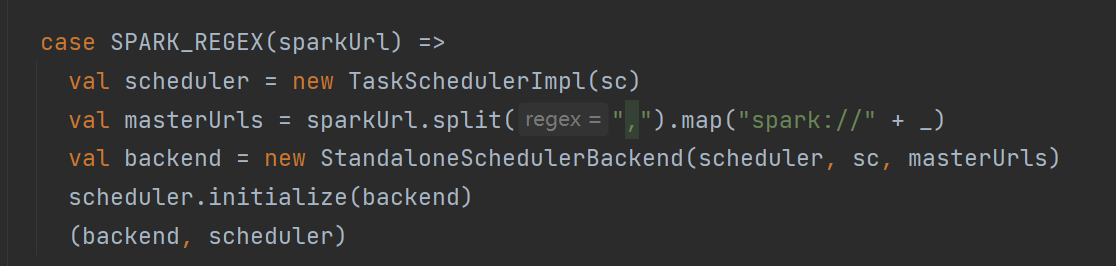 case SPARK_REGEX(sparkUrl) =>
val scheduler = new TaskSchedulerImpl(sc)
val masterUrls = sparkUrl.split( regex = ",").map("spark://" + _)
val backend = new StandaloneSchedulerBackend(scheduler, sc, masterUrls)
scheduler.initialize(backend)
(backend, scheduler)